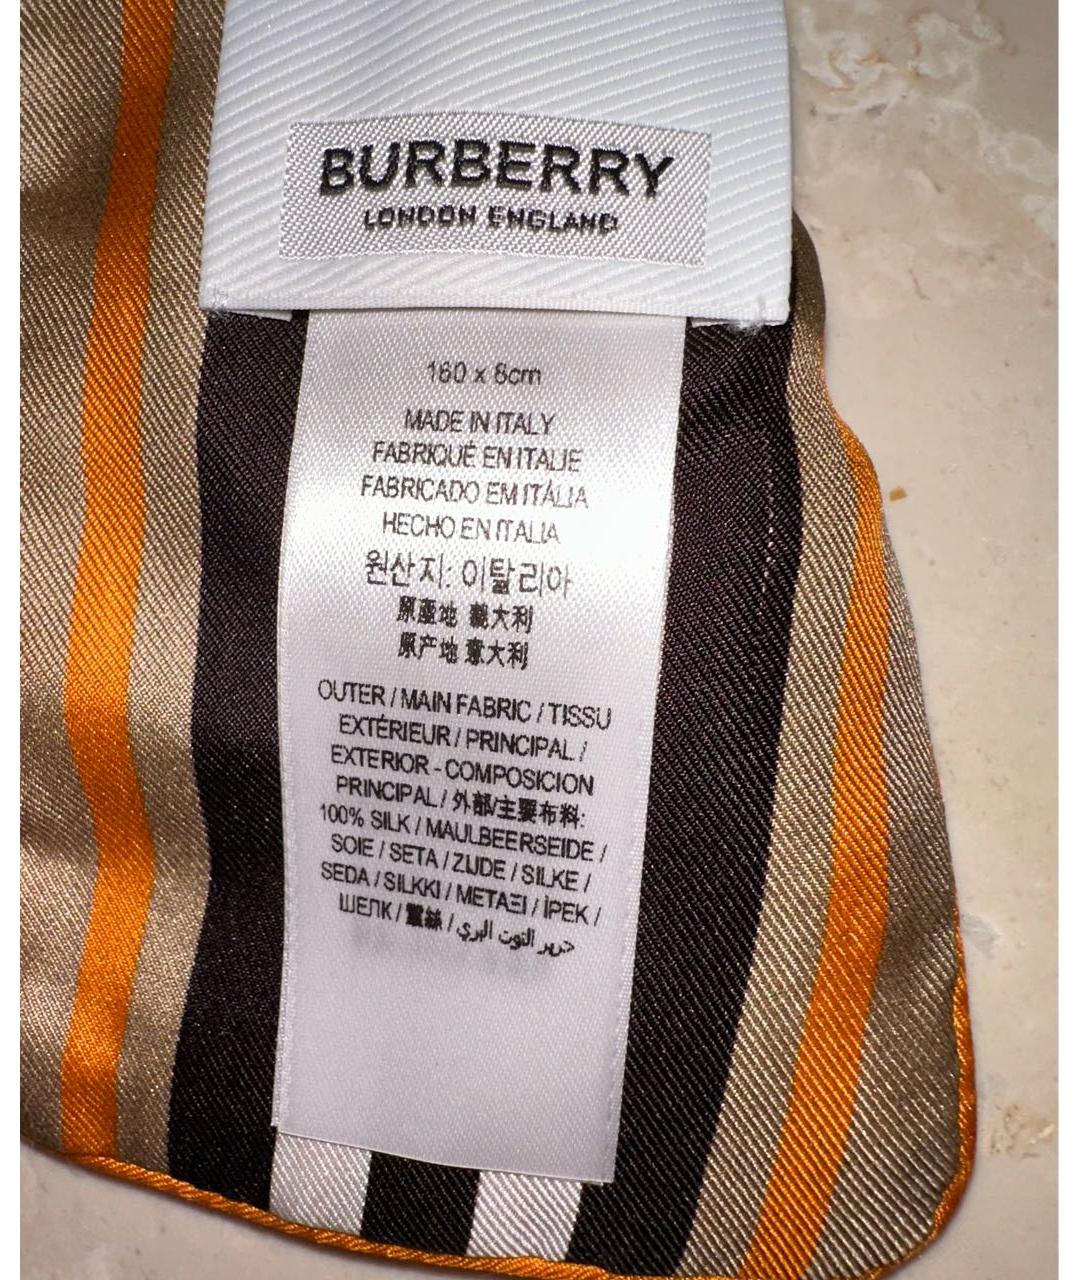 BURBERRY
LONDON ENGLAND
160 x 8cm
MADE IN ITALY
FABRIQUÉ EN ITALIE
FABRICADO EM ITÁLIA
HECHO EN ITALIA
원산지: 이탈리아
原產地 義大利
原产地 意大利
OUTER / MAIN FABRIC / TISSU
EXTÉRIEUR / PRINCIPAL /
EXTERIOR - COMPOSICION
PRINCIPAL / 外部/主要布料:
100% SILK / MAULBEERSEIDE /
SOIE / SETA / ZIJDE / SILKE /
SEDA / SILKKI / ΜΕΤΑΞΙ / İPEK /
ШЕЛК / 蠶絲 / حرير التوت البري